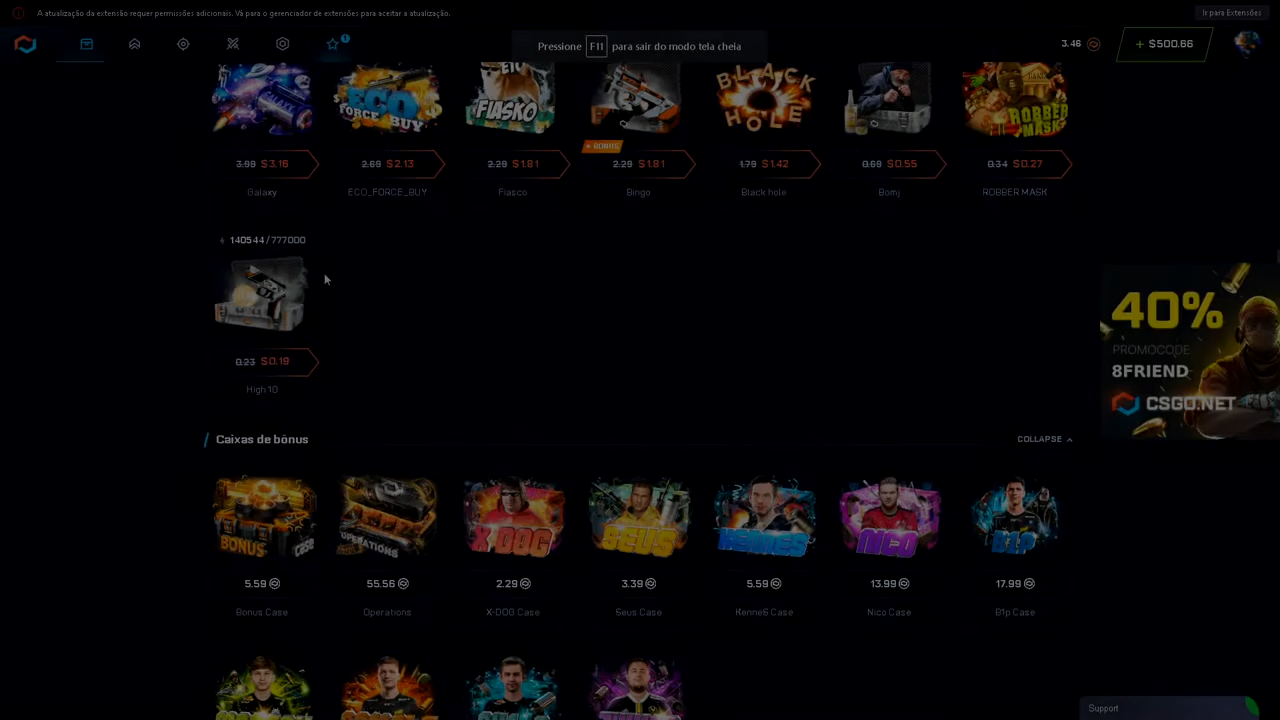 A atualização da extensão requer permissões adicionais. Vá para o gerenciador de extensões para aceitar a atualização.
Ir para Extensões
1
Pressione F11 para sair do modo tela cheia
3.46
+ $500.66
GALAXY
ECO FORCE BUY
FIASKO
BLACK HOLE
ROBBER MASK
+ BONUS
3.99 $3.16
2.69 $2.13
2.29 $1.81
2.29 $1.81
1.79 $1.42
0.69 $0.55
0.34 $0.27
Galaxy
ECO_FORCE_BUY
Fiasco
Bingo
Black hole
Bomj
ROBBER MASK
140544/777000
0.23 $0.19
High 10
40%
PROMOCODE
8FRIEND
CSGO.NET
Caixas de bônus
COLLAPSE
BONUS CASE
OPERATIONS
X-DOG
SEUS
KENNES
NICO
B1P
5.59
55.56
2.29
3.39
5.59
13.99
17.99
Bonus Case
Operations
X-DOG Case
Seus Case
KenneS Case
Nico Case
B1p Case
Support